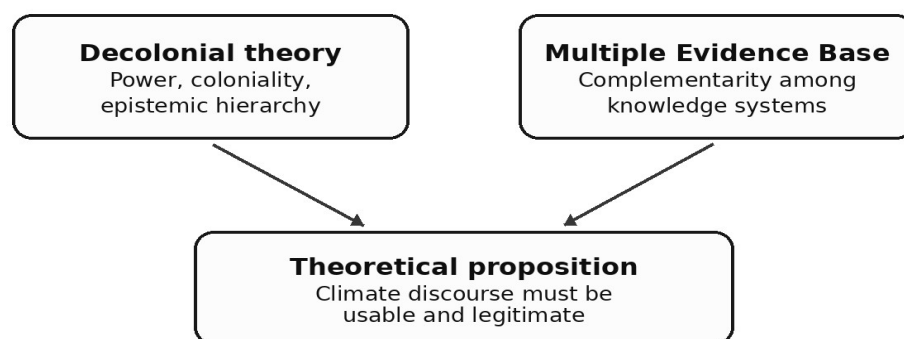 Decolonial theory
Power, coloniality,
epistemic hierarchy
Multiple Evidence Base
Complementarity among
knowledge systems
Theoretical proposition
Climate discourse must be
usable and legitimate